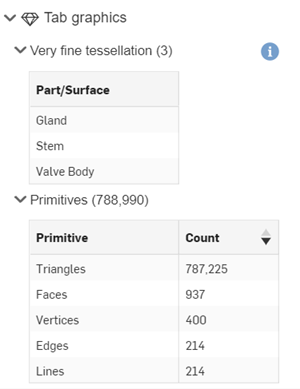 Tab graphics
Very fine tessellation (3)
Part/Surface
Gland
Stem
Valve Body
Primitives (788,990)
Primitive Count
Triangles 787,225
Faces 937
Vertices 400
Edges 214
Lines 214